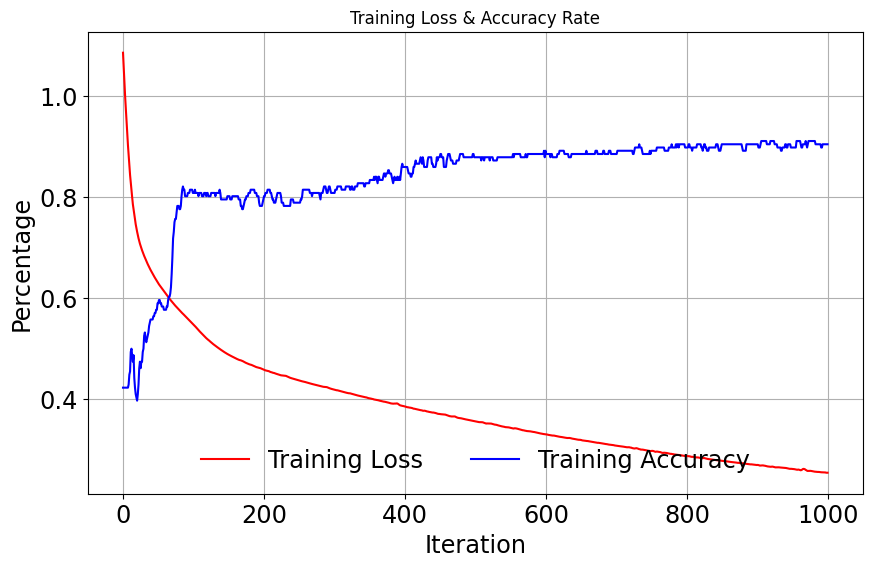 Training Loss & Accuracy Rate
1.0
0.8
0.6
0.4
Percentage
Training Loss
Training Accuracy
0
200
400
600
800
1000
Iteration